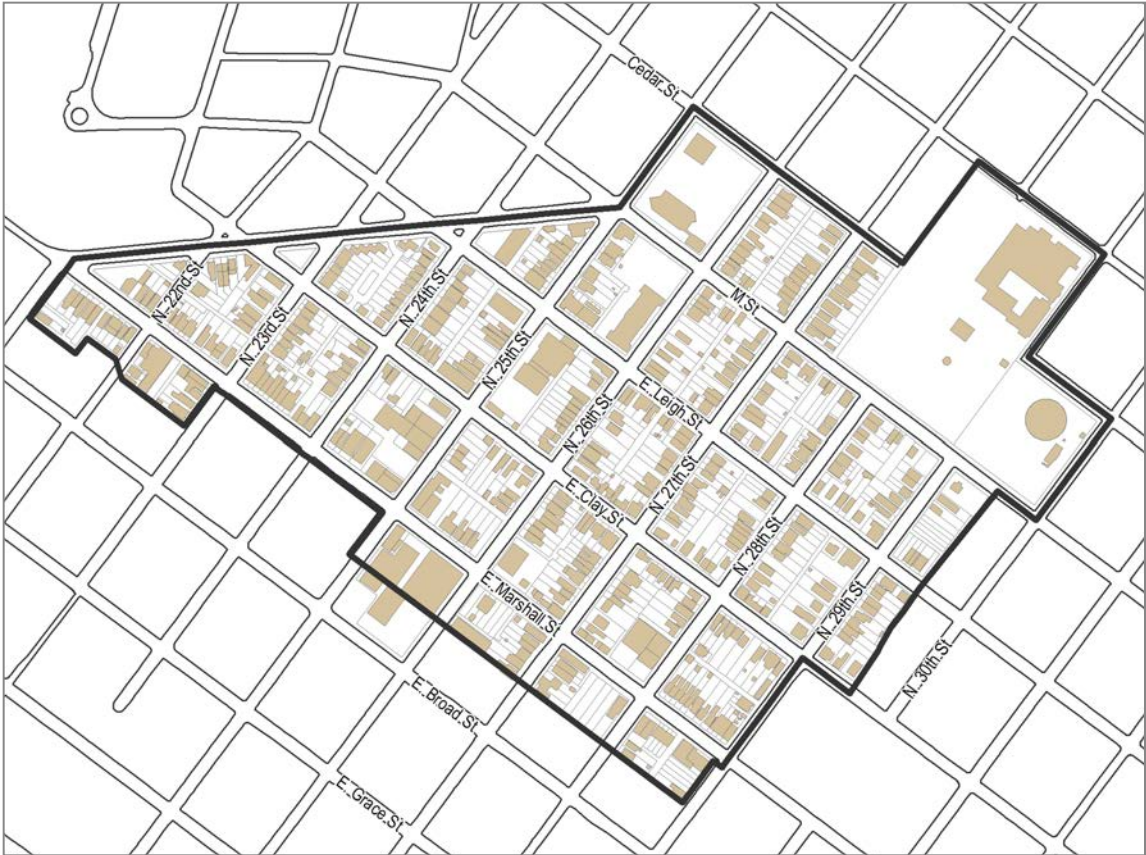 Cedar St
N. 22nd St
N. 24th St
M St
N. 23rd St
N. 25th St
E. Leigh St
N. 26th St
N. 27th St
E. Clay St
N. 28th St
E. Marshall St
N. 29th St
N. 30th St
E. Broad St
E. Grace St